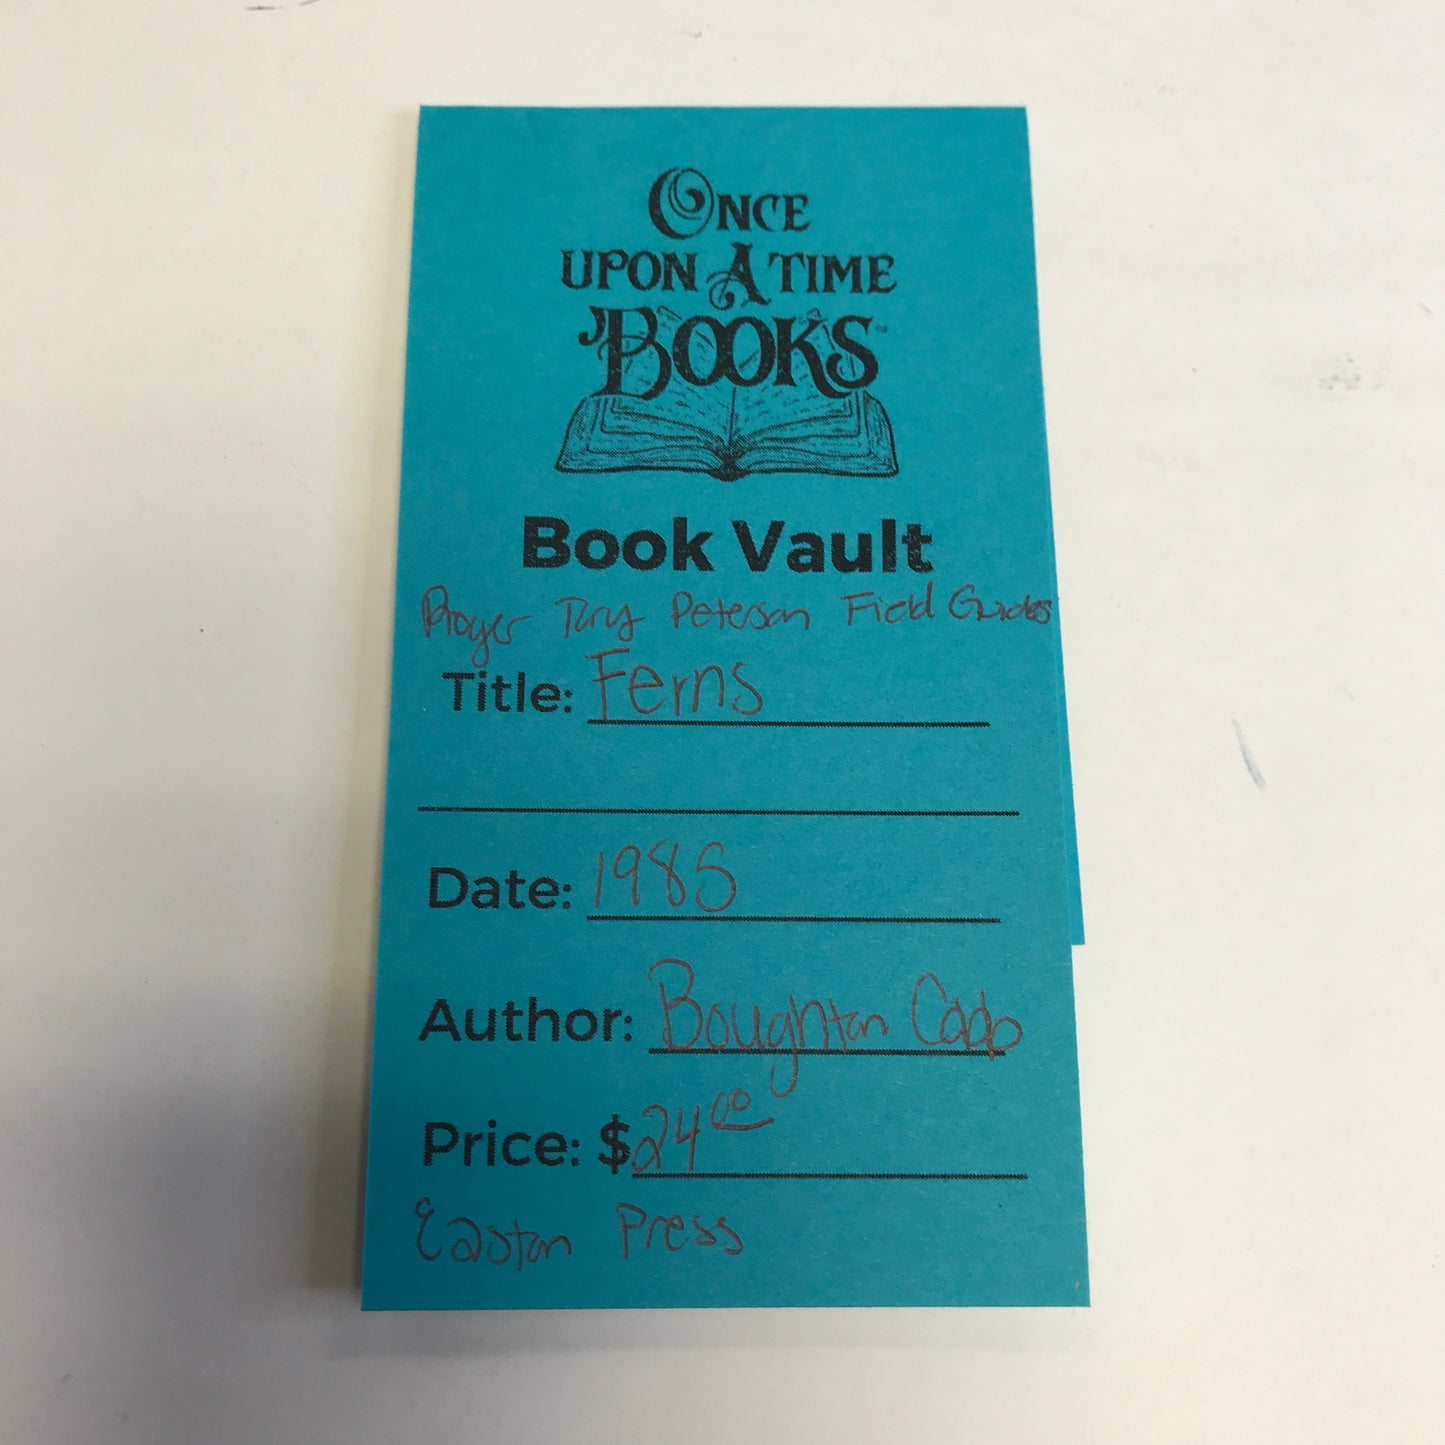 ONCE
UPON A TIME
BOOKS™
Book Vault
Roger Tory Peterson Field Guides
Title: Ferns
Date: 1985
Author: Boughton Cobb
Price: $24.00
Easton Press